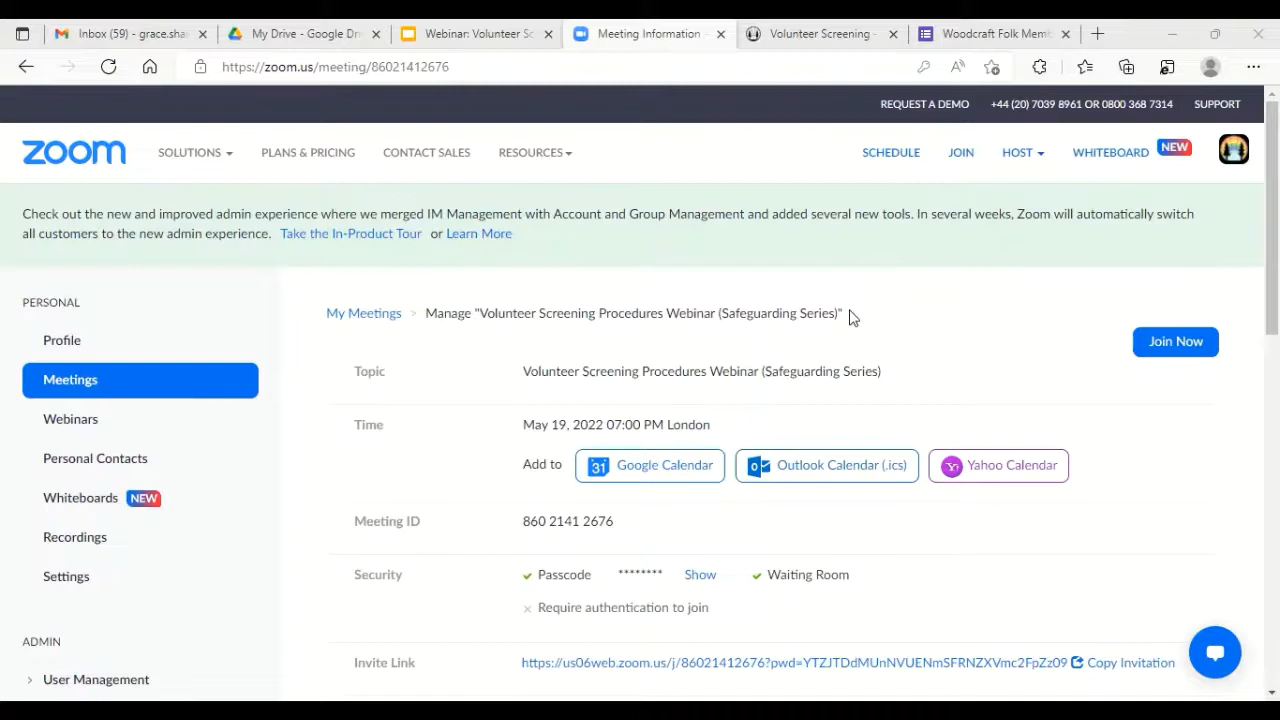 Inbox (59) - grace.sha
My Drive - Google Dri
Webinar: Volunteer Sc
Meeting Information -
Volunteer Screening -
Woodcraft Folk Mem
https://zoom.us/meeting/86021412676
REQUEST A DEMO
+44 (20) 7039 8961 OR 0800 368 7314
SUPPORT
zoom
SOLUTIONS
PLANS & PRICING
CONTACT SALES
RESOURCES
SCHEDULE
JOIN
HOST
WHITEBOARD NEW
Check out the new and improved admin experience where we merged IM Management with Account and Group Management and added several new tools. In several weeks, Zoom will automatically switch
all customers to the new admin experience. Take the In-Product Tour or Learn More
PERSONAL
Profile
Meetings
Webinars
Personal Contacts
Whiteboards NEW
Recordings
Settings
ADMIN
> User Management
My Meetings > Manage "Volunteer Screening Procedures Webinar (Safeguarding Series)"
Join Now
Topic Volunteer Screening Procedures Webinar (Safeguarding Series)
Time May 19, 2022 07:00 PM London
Add to 31 Google Calendar Outlook Calendar (.ics) Yahoo Calendar
Meeting ID 860 2141 2676
Security Passcode ******** Show Waiting Room
Require authentication to join
Invite Link https://us06web.zoom.us/j/86021412676?pwd=YTZJTDdMUnNVUENmSFRNZXVmc2FpZz09 Copy Invitation